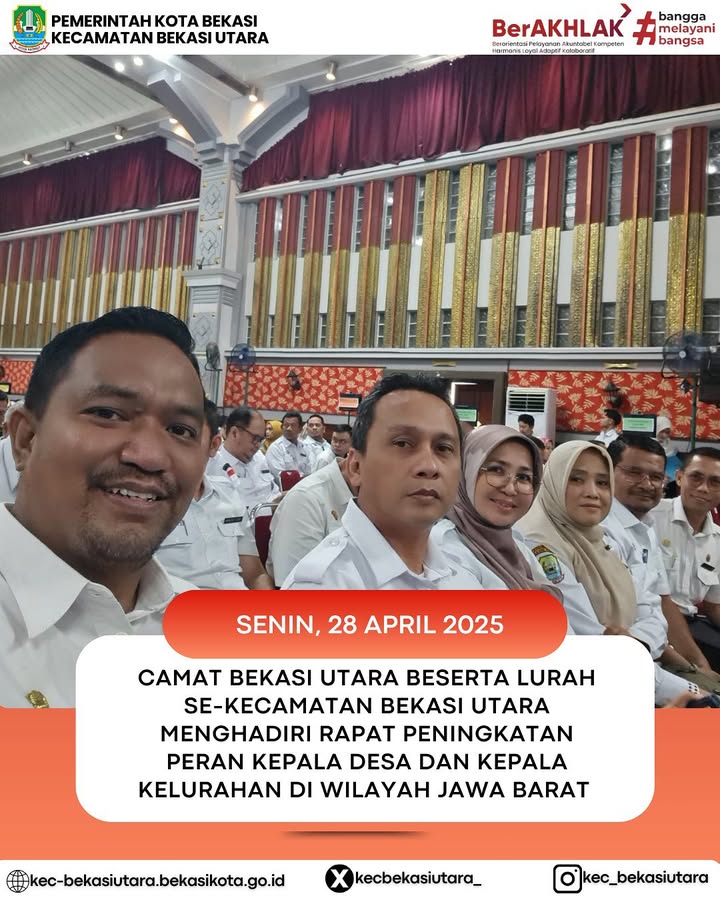 PEMERINTAH KOTA BEKASI
KECAMATAN BEKASI UTARA
BerAKHLAK
Berorientasi Pelayanan Akuntabel Kompeten
Harmonis Loyal Adaptif Kolaboratif
#bangga
melayani
bangsa
SENIN, 28 APRIL 2025
CAMAT BEKASI UTARA BESERTA LURAH
SE-KECAMATAN BEKASI UTARA
MENGHADIRI RAPAT PENINGKATAN
PERAN KEPALA DESA DAN KEPALA
KELURAHAN DI WILAYAH JAWA BARAT
kec-bekasiutara.bekasikota.go.id
kecbekasiutara_
kec_bekasiutara